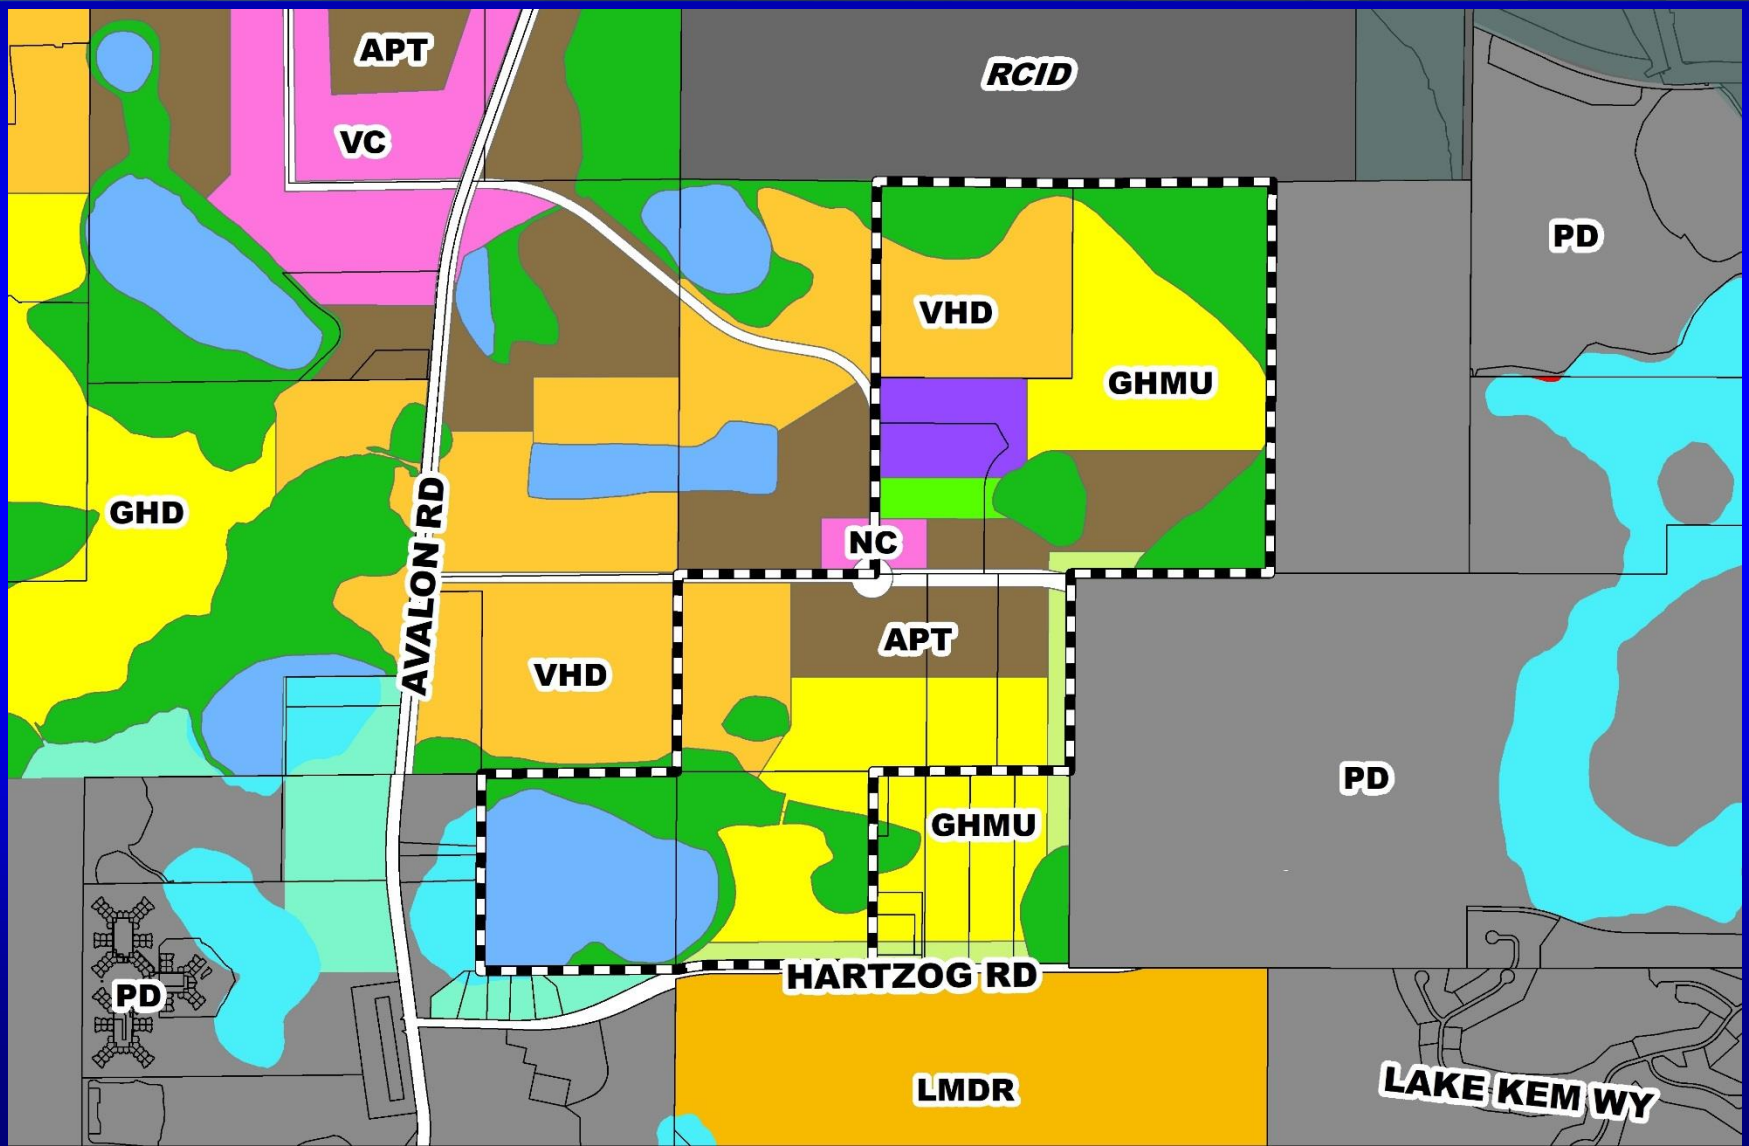 APT
RCID
VC
PD
VHD
GHMU
GHD
NC
APT
AVALON RD
VHD
PD
GHMU
HARTZOG RD
PD
LMDR
LAKE KEM WY